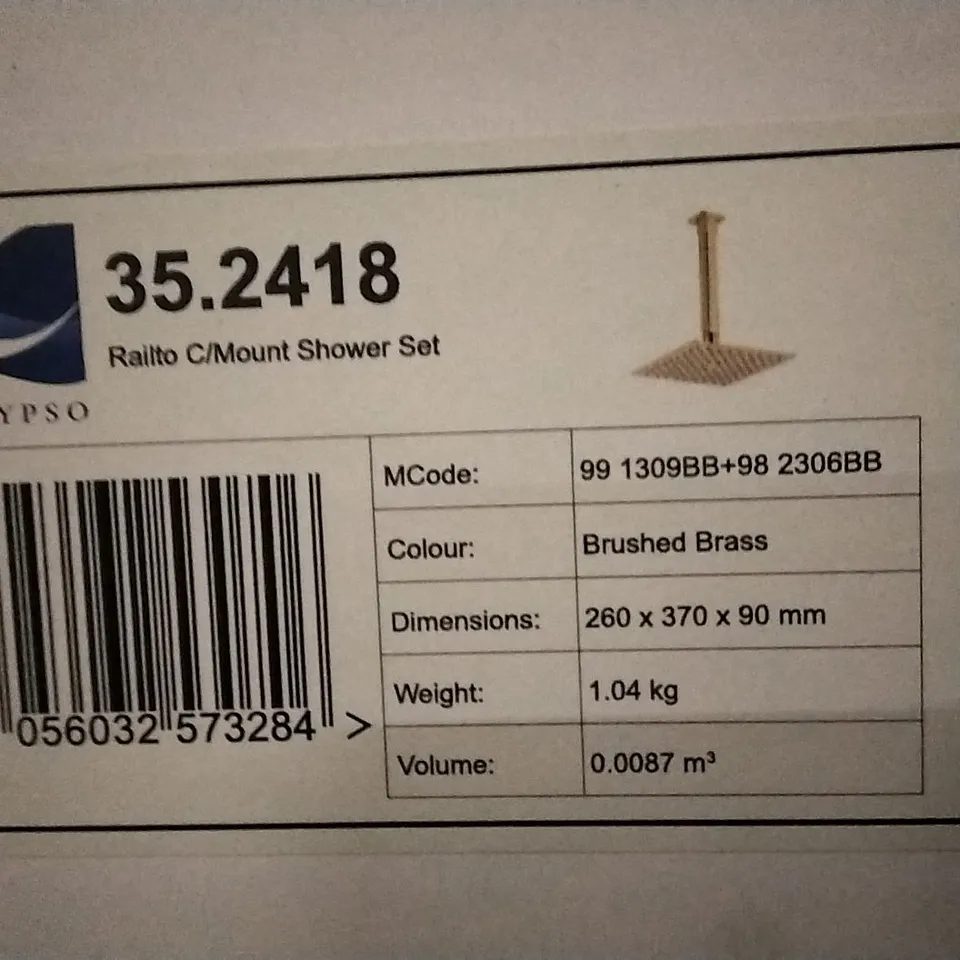 35.2418
Railto C/Mount Shower Set
YPSO
MCode: 99 1309BB+98 2306BB
Colour: Brushed Brass
Dimensions: 260 x 370 x 90 mm
Weight: 1.04 kg
Volume: 0.0087 m³
056032 573284 >